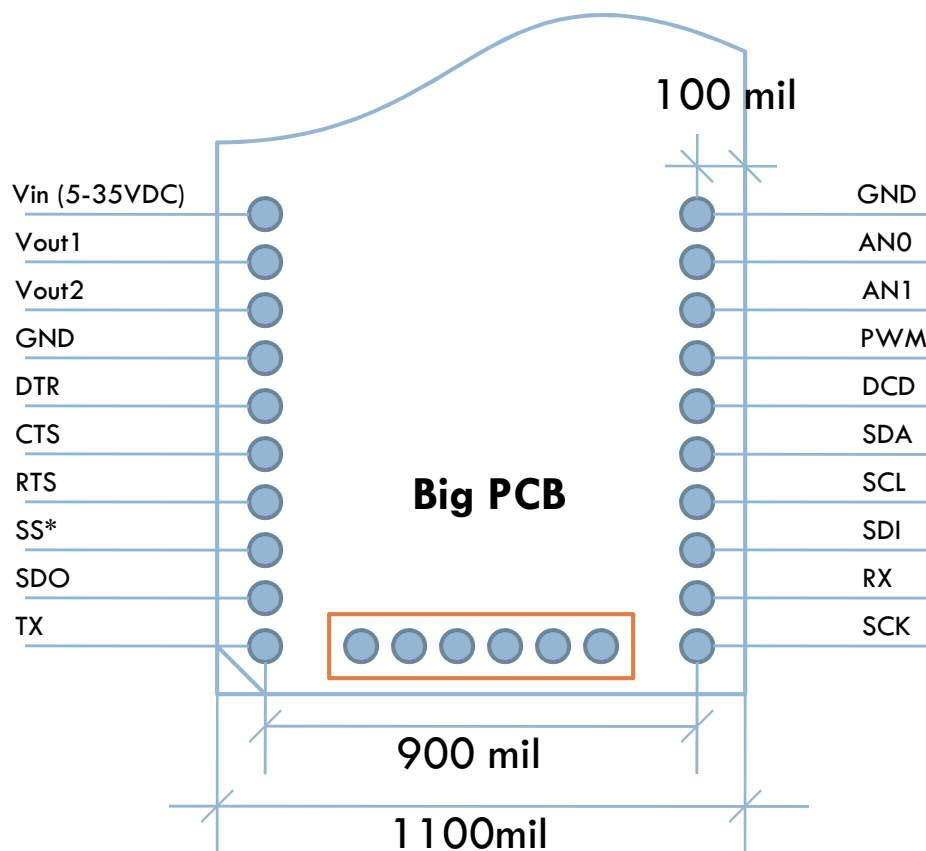 100 mil
Vin (5-35VDC)
GND
Vout1
AN0
Vout2
AN1
GND
PWM
DTR
DCD
CTS
SDA
RTS
SCL
Big PCB
SS*
SDI
SDO
RX
TX
SCK
900 mil
1100mil